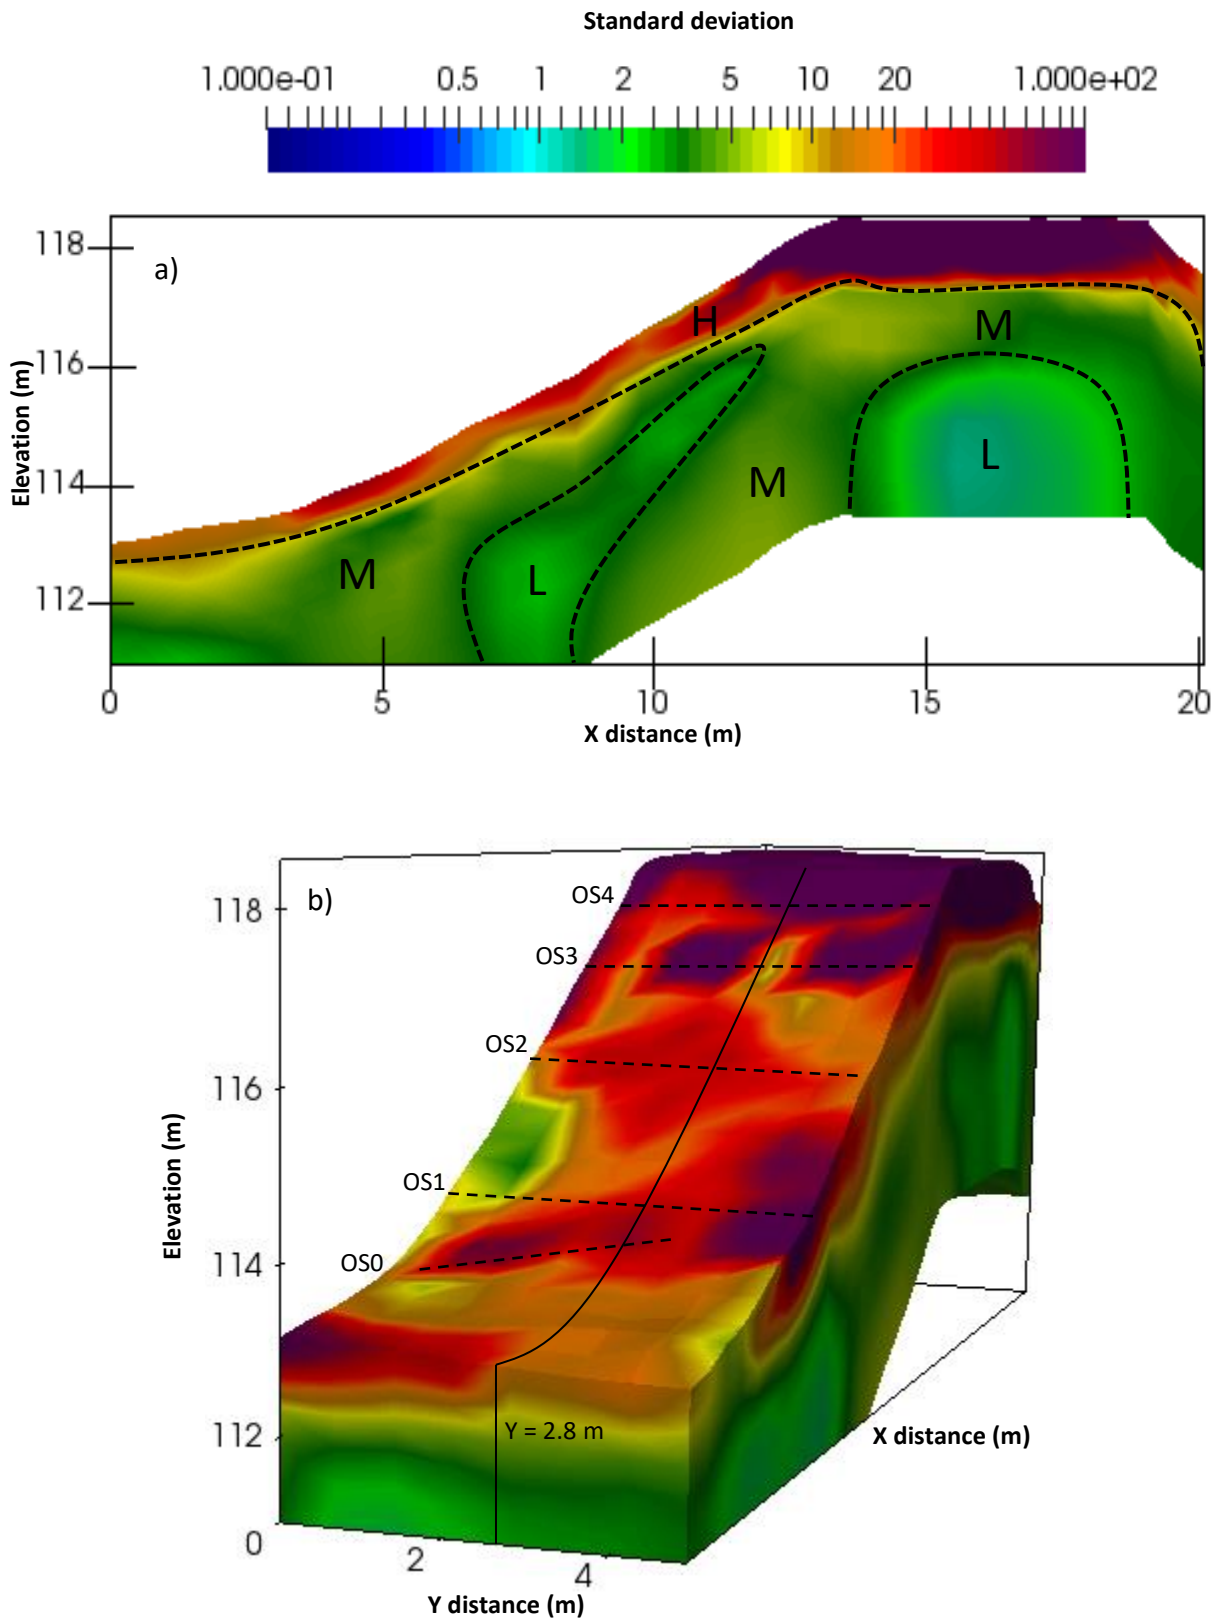 Standard deviation
1.000e-01 0.5 1 2 5 10 20 1.000e+02
118
a)
H
M
116
L
M
114
M
L
112
Elevation (m)
0 5 10 15 20
X distance (m)
b)
118
OS4
OS3
OS2
116
OS1
114
OS0
Elevation (m)
112
Y = 2.8 m
X distance (m)
0
2
4
Y distance (m)